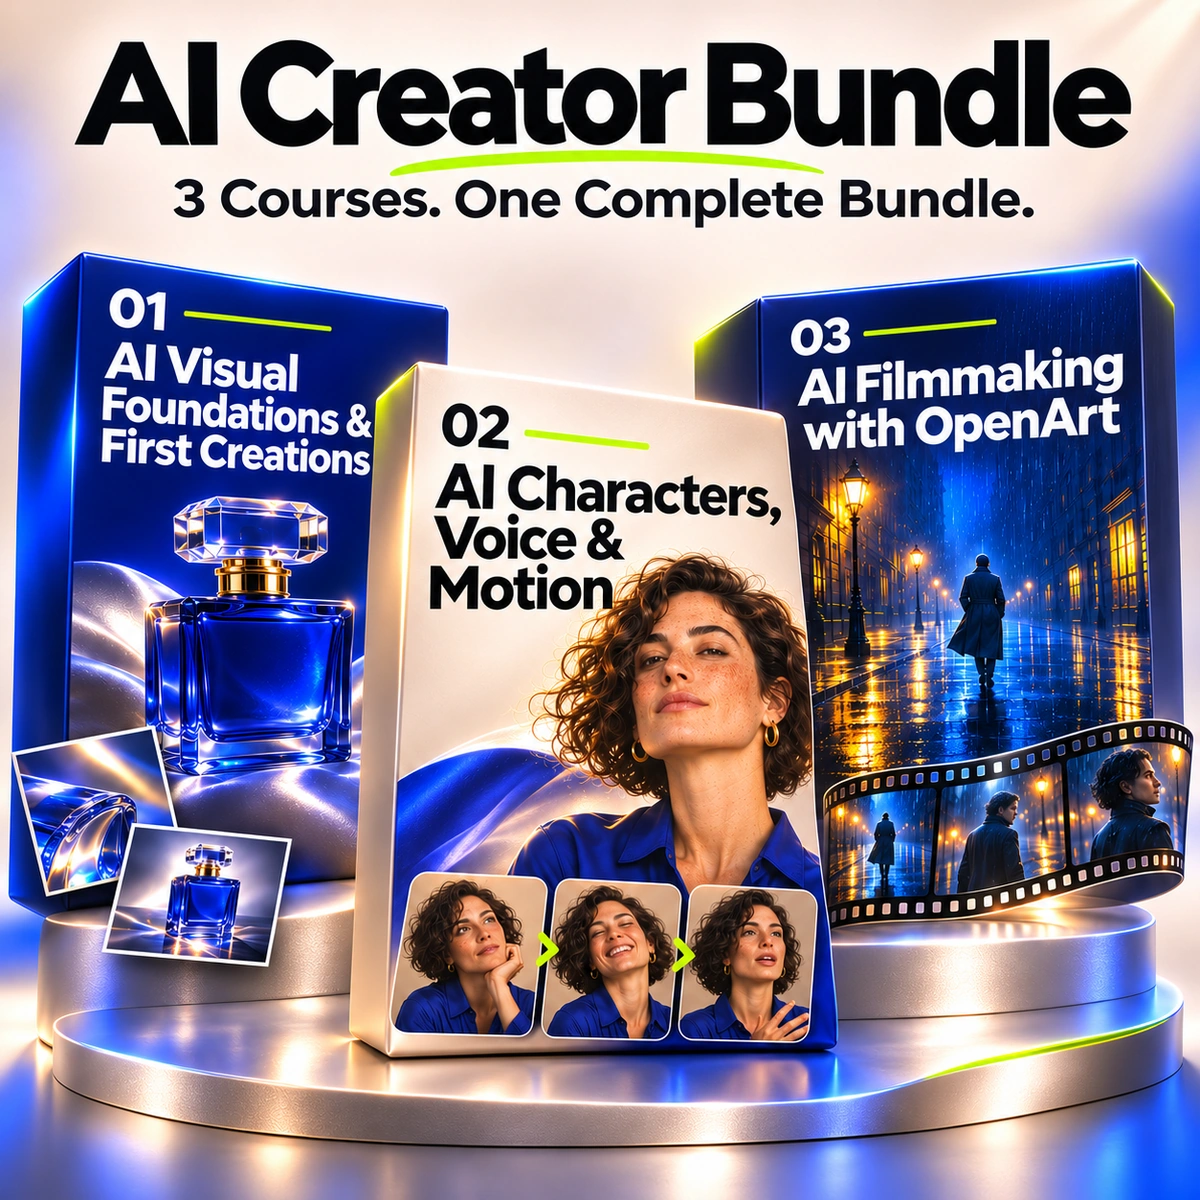 AI Creator Bundle
3 Courses. One Complete Bundle.
01
AI Visual
Foundations &
First Creations
02
AI Characters,
Voice &
Motion
03
AI Filmmaking
with OpenArt